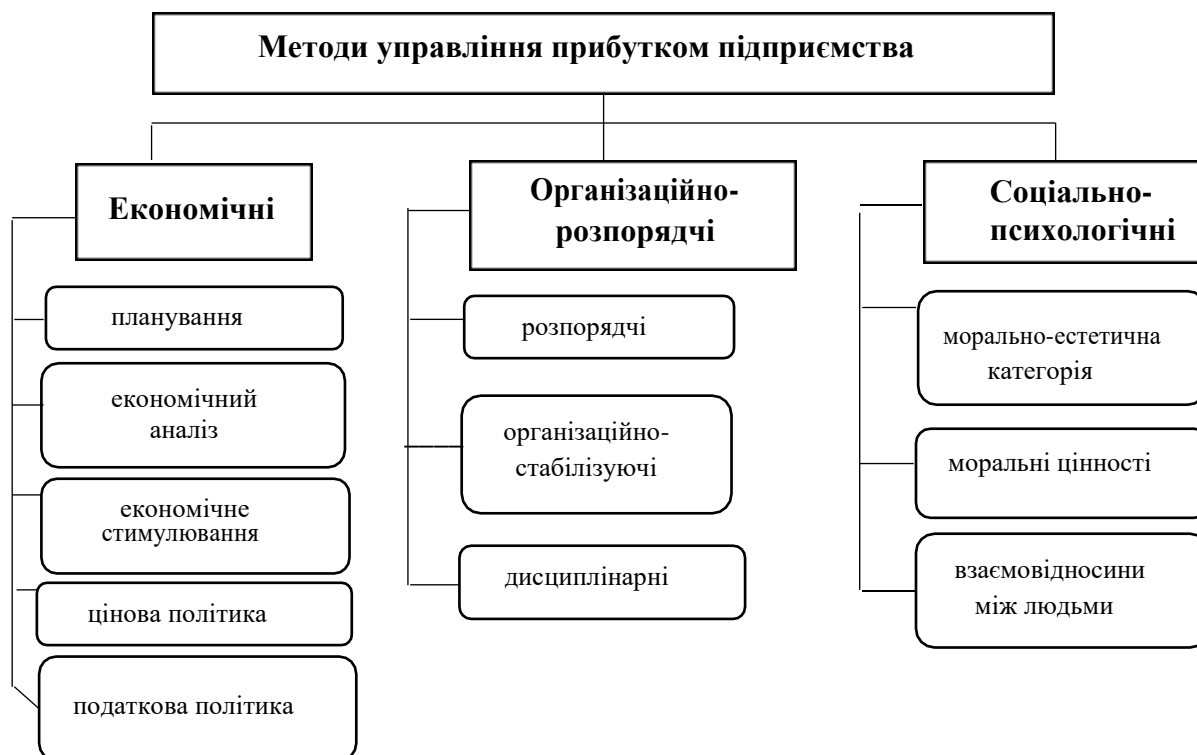 Методи управління прибутком підприємства
Економічні
планування
економічний
аналіз
економічне
стимулювання
цінова політика
податкова політика
Організаційно-
розпорядчі
розпорядчі
організаційно-
стабілізуючі
дисциплінарні
Соціально-
психологічні
морально-естетична
категорія
моральні цінності
взаємовідносини
між людьми